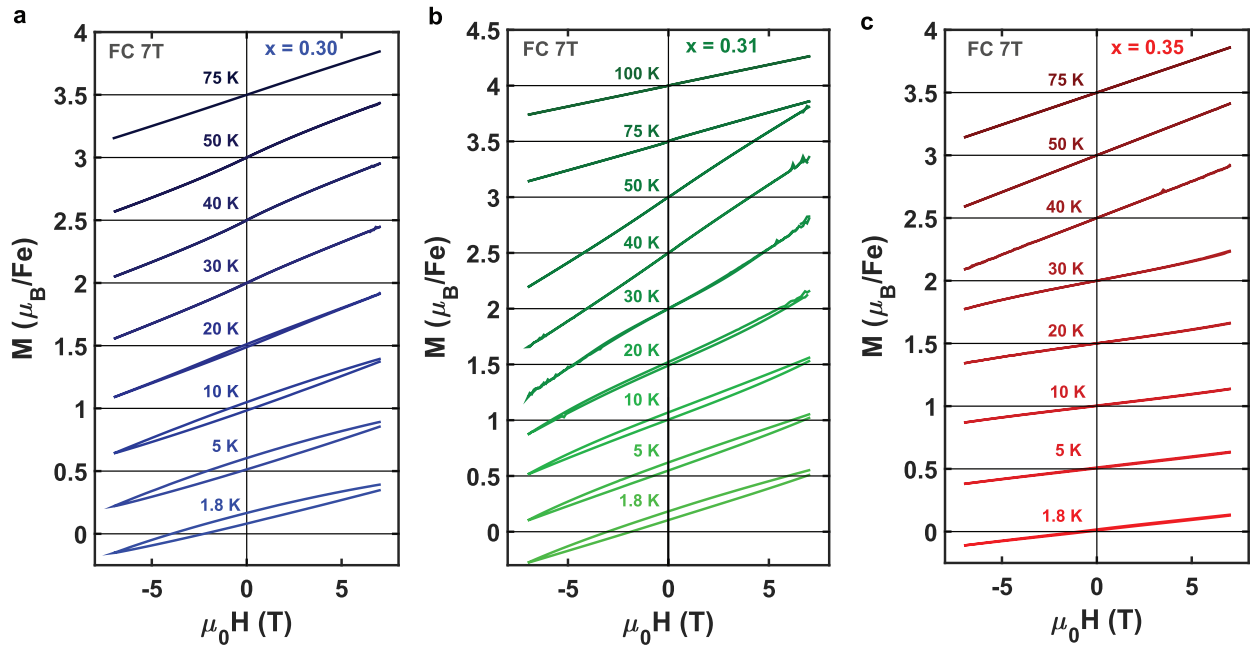 a
FC 7T
x = 0.30
75 K
50 K
40 K
30 K
20 K
10 K
5 K
1.8 K
4
3.5
3
2.5
2
1.5
1
0.5
0
M (μB/Fe)
-5
0
5
μ0H (T)
b
FC 7T
x = 0.31
100 K
75 K
50 K
40 K
30 K
20 K
10 K
5 K
1.8 K
4.5
4
3.5
3
2.5
2
1.5
1
0.5
0
M (μB/Fe)
-5
0
5
μ0H (T)
c
FC 7T
x = 0.35
75 K
50 K
40 K
30 K
20 K
10 K
5 K
1.8 K
4
3.5
3
2.5
2
1.5
1
0.5
0
M (μB/Fe)
-5
0
5
μ0H (T)